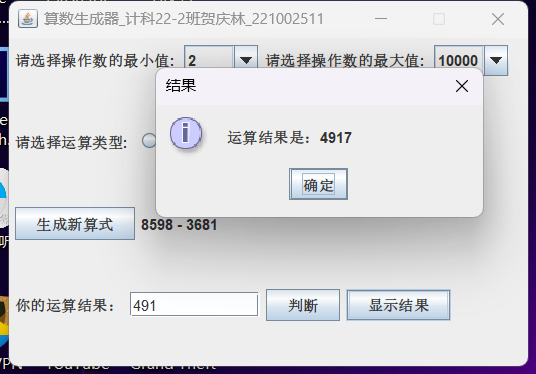 算数生成器_计科22-2班贺庆林_221002511
请选择操作数的最小值: 2 请选择操作数的最大值: 10000
结果
运算结果是：4917
请选择运算类型:
确定
生成新算式 8598 - 3681
你的运算结果： 491 判断 显示结果
VPN YouTube Grand Theft